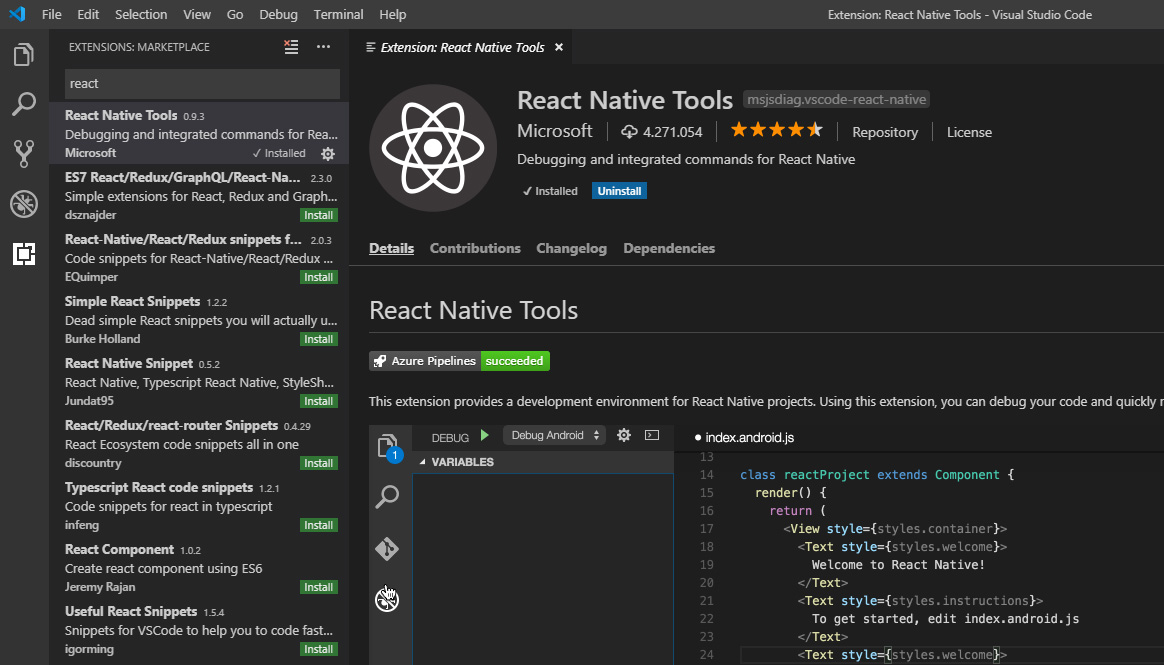 File Edit Selection View Go Debug Terminal Help
Extension: React Native Tools - Visual Studio Code
EXTENSIONS: MARKETPLACE
react
React Native Tools 0.9.3
Debugging and integrated commands for Rea...
Microsoft ✓ Installed
ES7 React/Redux/GraphQL/React-Na... 2.3.0
Simple extensions for React, Redux and Graph...
dsznajder Install
React-Native/React/Redux snippets f... 2.0.3
Code snippets for React-Native/React/Redux ...
EQuimper Install
Simple React Snippets 1.2.2
Dead simple React snippets you will actually u...
Burke Holland Install
React Native Snippet 0.5.2
React Native, Typescript React Native, StyleSh...
Jundat95 Install
React/Redux/react-router Snippets 0.4.29
React Ecosystem code snippets all in one
discountry Install
Typescript React code snippets 1.2.1
Code snippets for react in typescript
infeng Install
React Component 1.0.2
Create react component using ES6
Jeremy Rajan Install
Useful React Snippets 1.5.4
Snippets for VSCode to help you to code fast...
igorming Install
Extension: React Native Tools
React Native Tools msjsdiag.vscode-react-native
Microsoft 4.271.054 Repository License
Debugging and integrated commands for React Native
✓ Installed Uninstall
Details Contributions Changelog Dependencies
React Native Tools
Azure Pipelines succeeded
This extension provides a development environment for React Native projects. Using this extension, you can debug your code and quickly
1
DEBUG Debug Android
VARIABLES
● index.android.js
13
14 class reactProject extends Component {
15 render() {
16 return (
17 <View style={styles.container}>
18 <Text style={styles.welcome}>
19 Welcome to React Native!
20 </Text>
21 <Text style={styles.instructions}>
22 To get started, edit index.android.js
23 </Text>
24 <Text style={styles.welcome}>